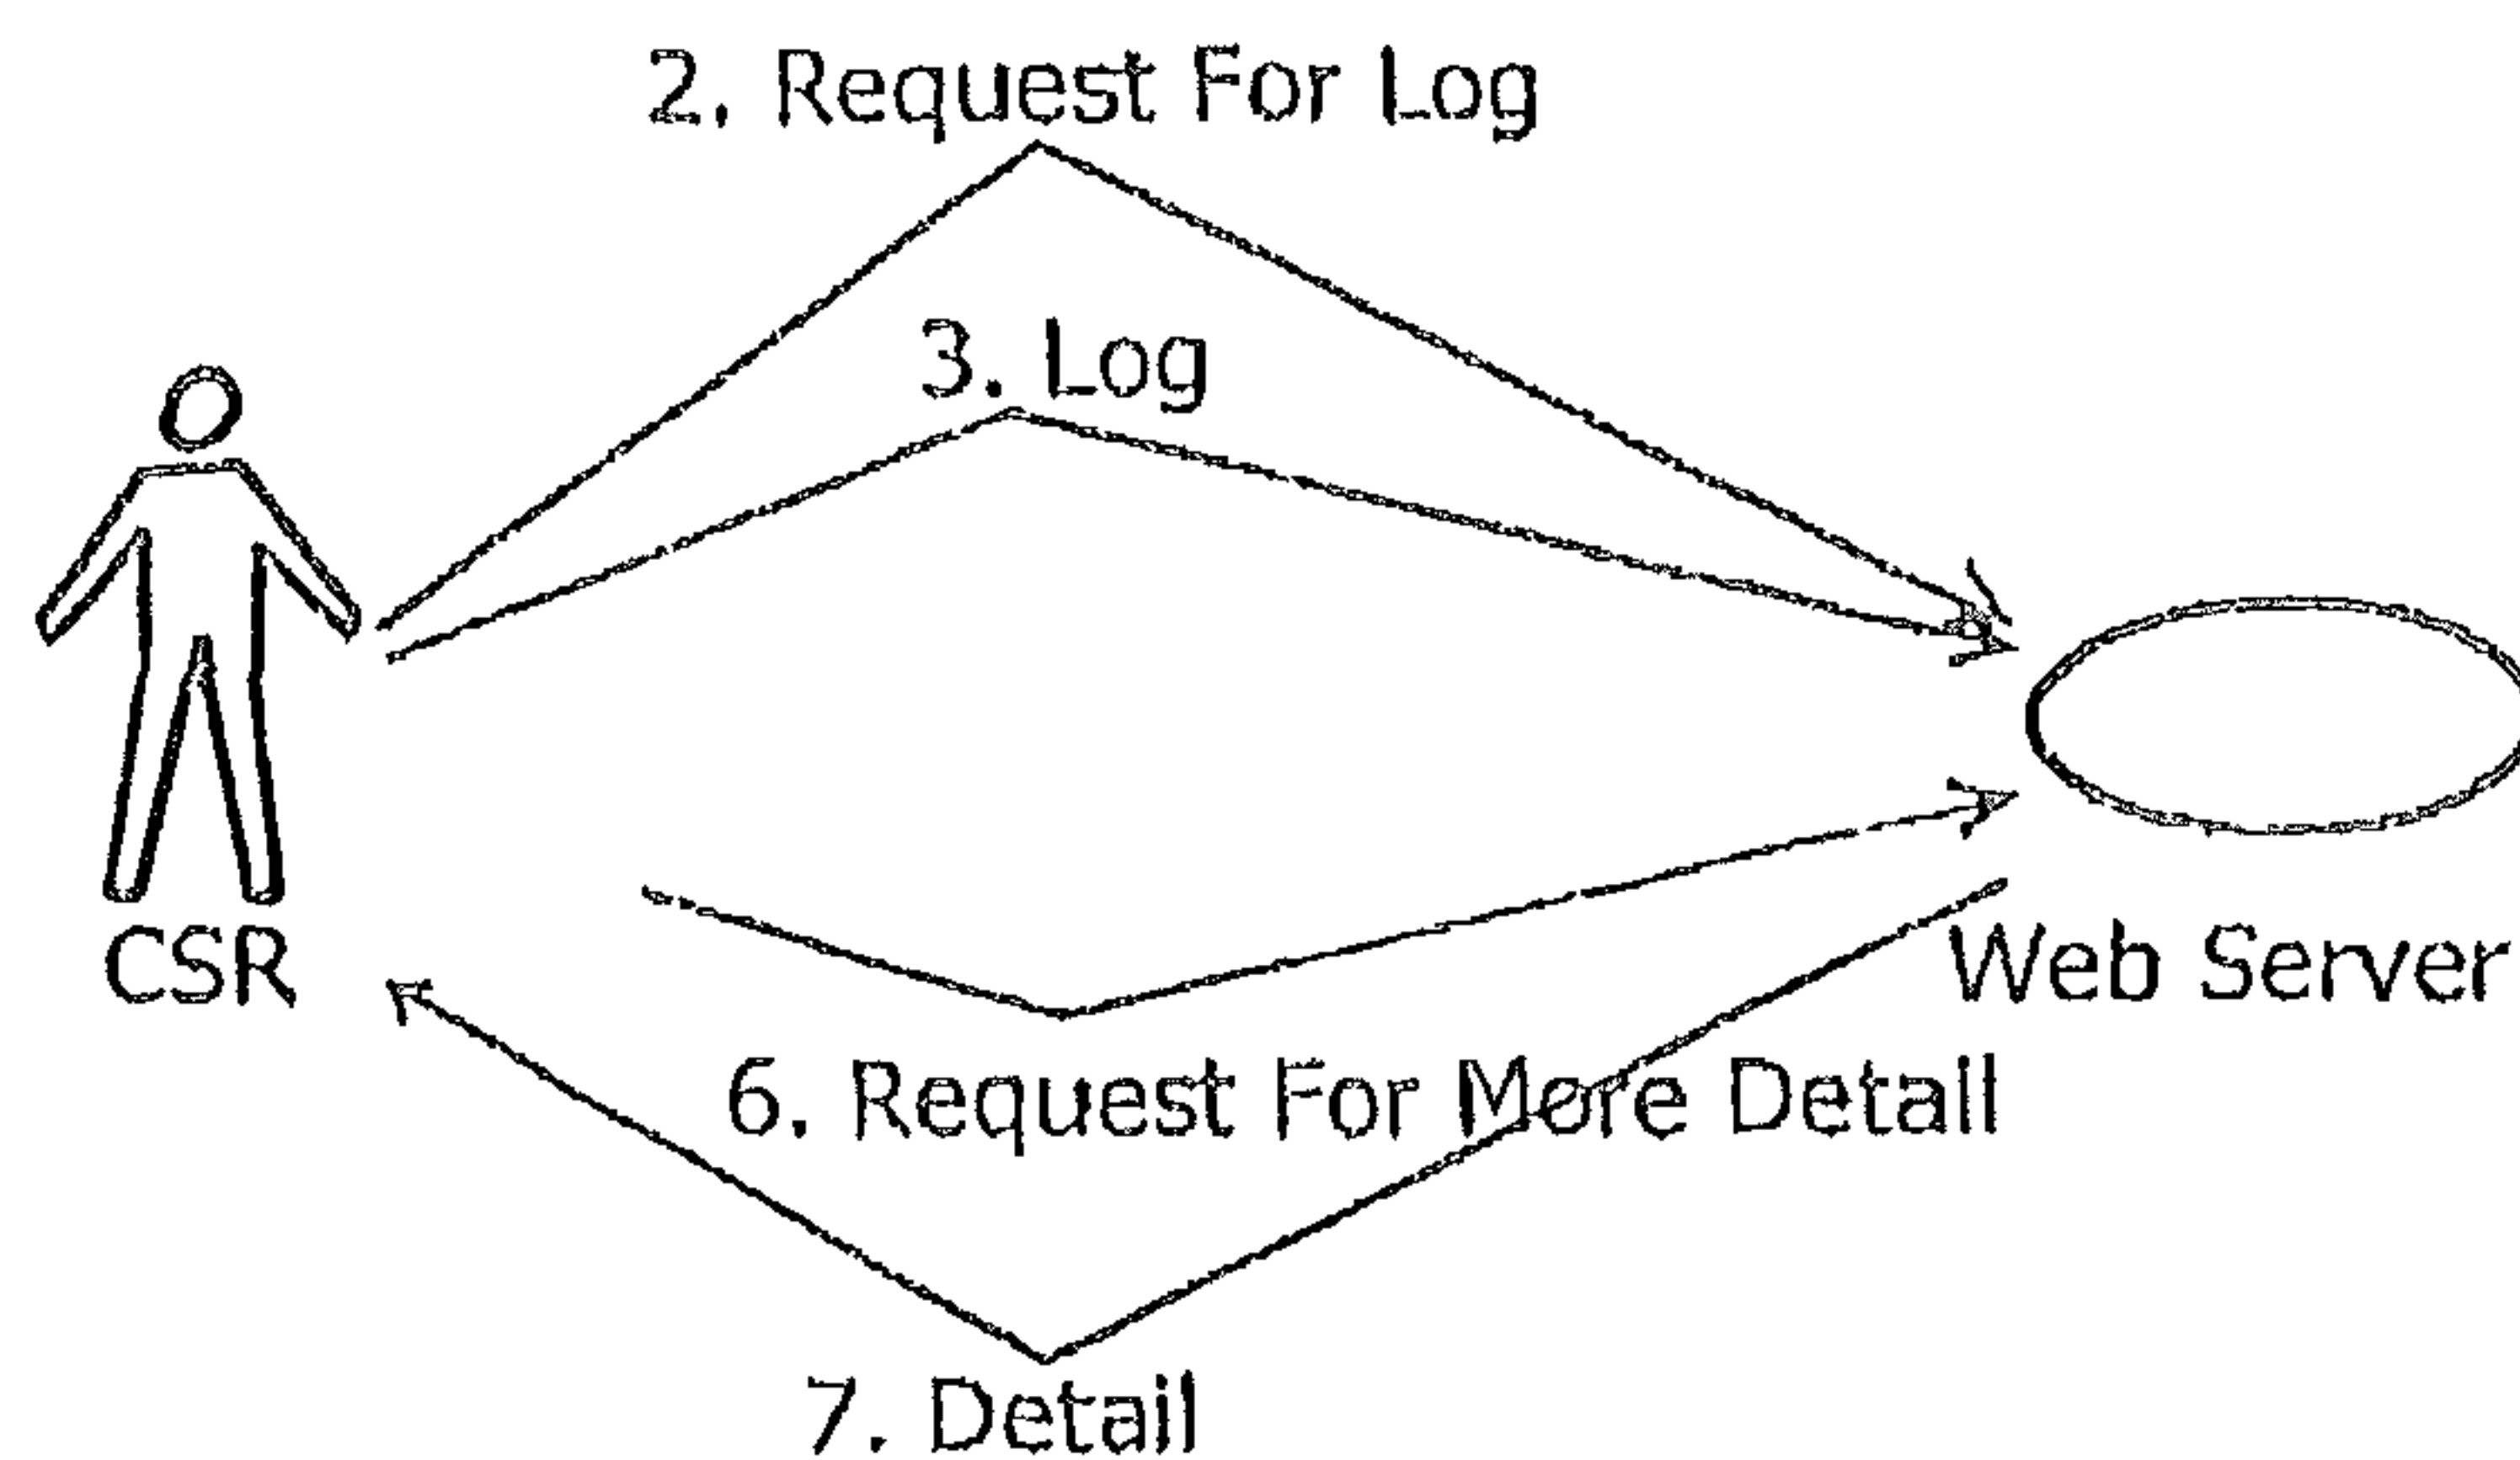 2. Request For Log
3. Log
CSR
Web Server
6. Request For More Detail
7. Detail